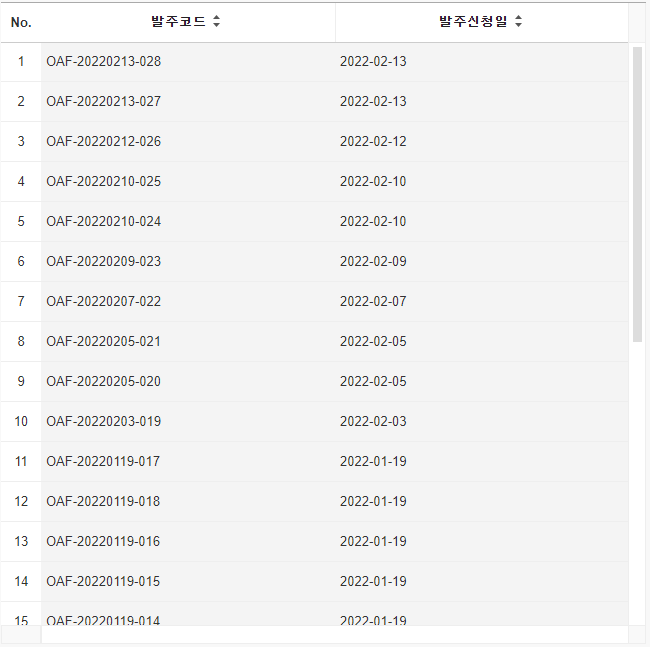 No. 발주코드 발주신청일
1 OAF-20220213-028 2022-02-13
2 OAF-20220213-027 2022-02-13
3 OAF-20220212-026 2022-02-12
4 OAF-20220210-025 2022-02-10
5 OAF-20220210-024 2022-02-10
6 OAF-20220209-023 2022-02-09
7 OAF-20220207-022 2022-02-07
8 OAF-20220205-021 2022-02-05
9 OAF-20220205-020 2022-02-05
10 OAF-20220203-019 2022-02-03
11 OAF-20220119-017 2022-01-19
12 OAF-20220119-018 2022-01-19
13 OAF-20220119-016 2022-01-19
14 OAF-20220119-015 2022-01-19
15 OAF-20220119-014 2022-01-19